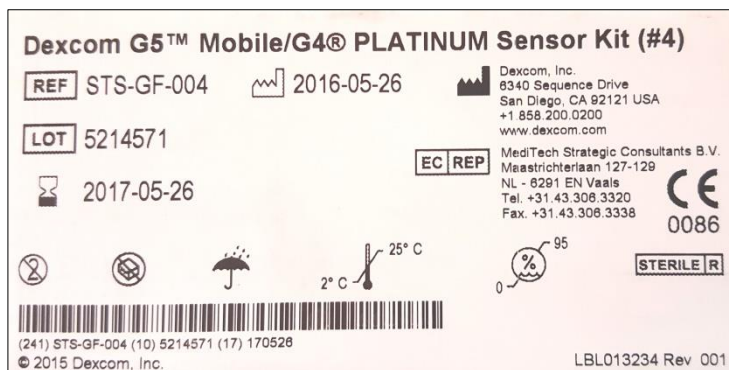 Dexcom G5™ Mobile/G4® PLATINUM Sensor Kit (#4)
REF STS-GF-004
2016-05-26
Dexcom, Inc.
6340 Sequence Drive
San Diego, CA 92121 USA
+1.858.200.0200
www.dexcom.com
LOT 5214571
EC REP
MediTech Strategic Consultants B.V.
Maastrichterlaan 127-129
NL - 6291 EN Vaals
Tel. +31.43.306.3320
Fax. +31.43.306.3338
CE
0086
2017-05-26
2
2° C
25° C
%
0
95
STERILE R
(241) STS-GF-004 (10) 5214571 (17) 170526
© 2015 Dexcom, Inc.
LBL013234 Rev 001